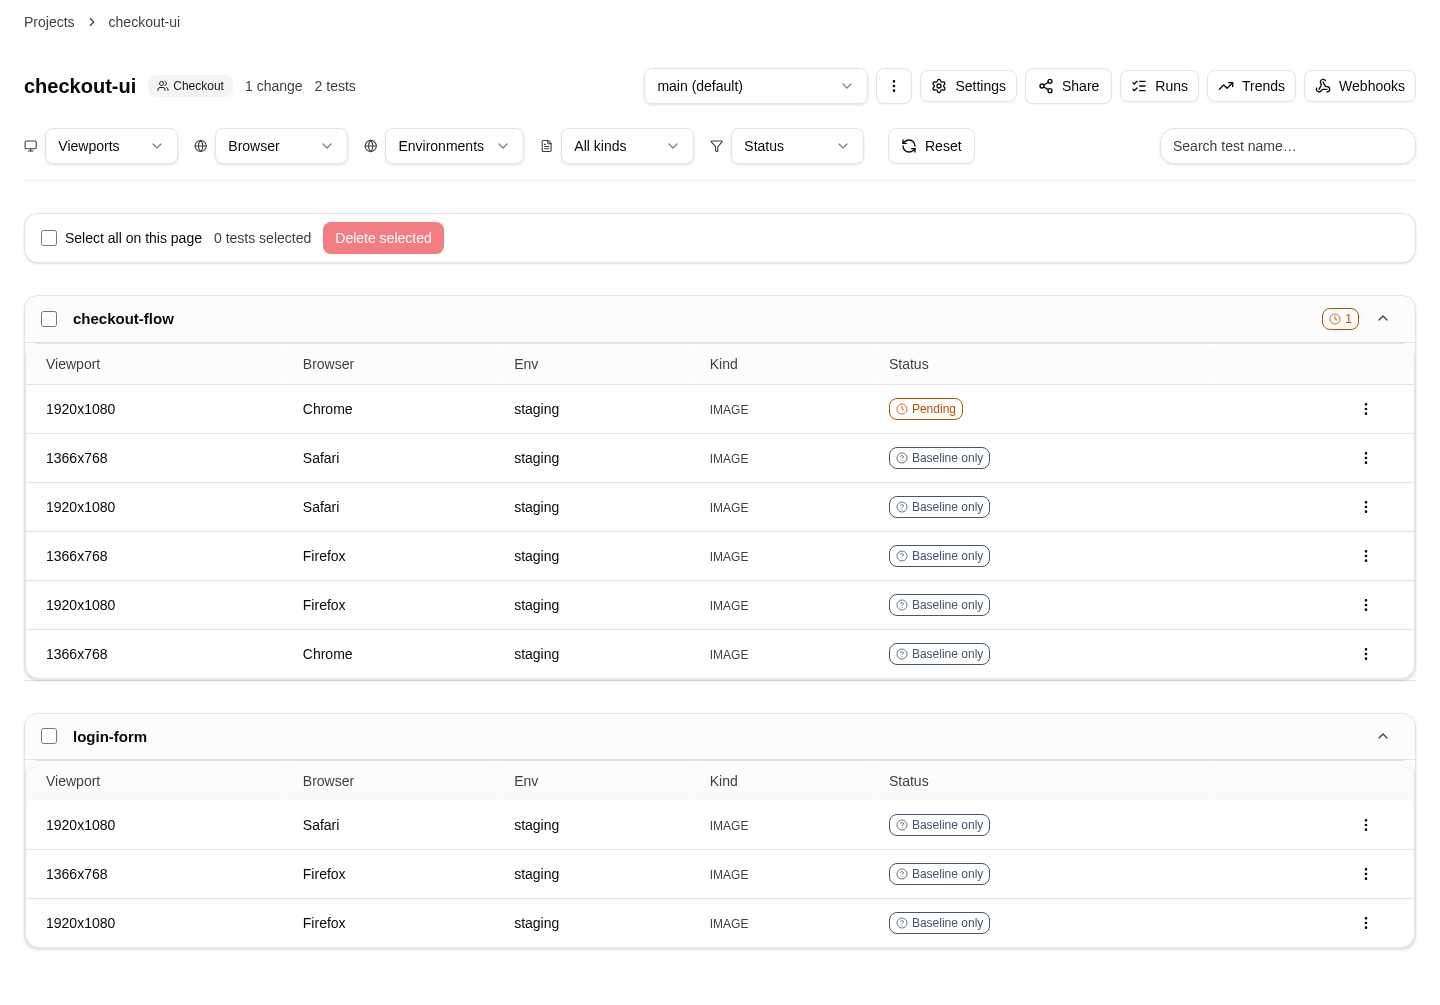 Projects > checkout-ui
checkout-ui Checkout 1 change 2 tests main (default) Settings Share Runs Trends Webhooks
Viewports Browser Environments All kinds Status Reset Search test name…
Select all on this page 0 tests selected Delete selected
checkout-flow 1
Viewport Browser Env Kind Status
1920x1080 Chrome staging IMAGE Pending
1366x768 Safari staging IMAGE Baseline only
1920x1080 Safari staging IMAGE Baseline only
1366x768 Firefox staging IMAGE Baseline only
1920x1080 Firefox staging IMAGE Baseline only
1366x768 Chrome staging IMAGE Baseline only
login-form
Viewport Browser Env Kind Status
1920x1080 Safari staging IMAGE Baseline only
1366x768 Firefox staging IMAGE Baseline only
1920x1080 Firefox staging IMAGE Baseline only